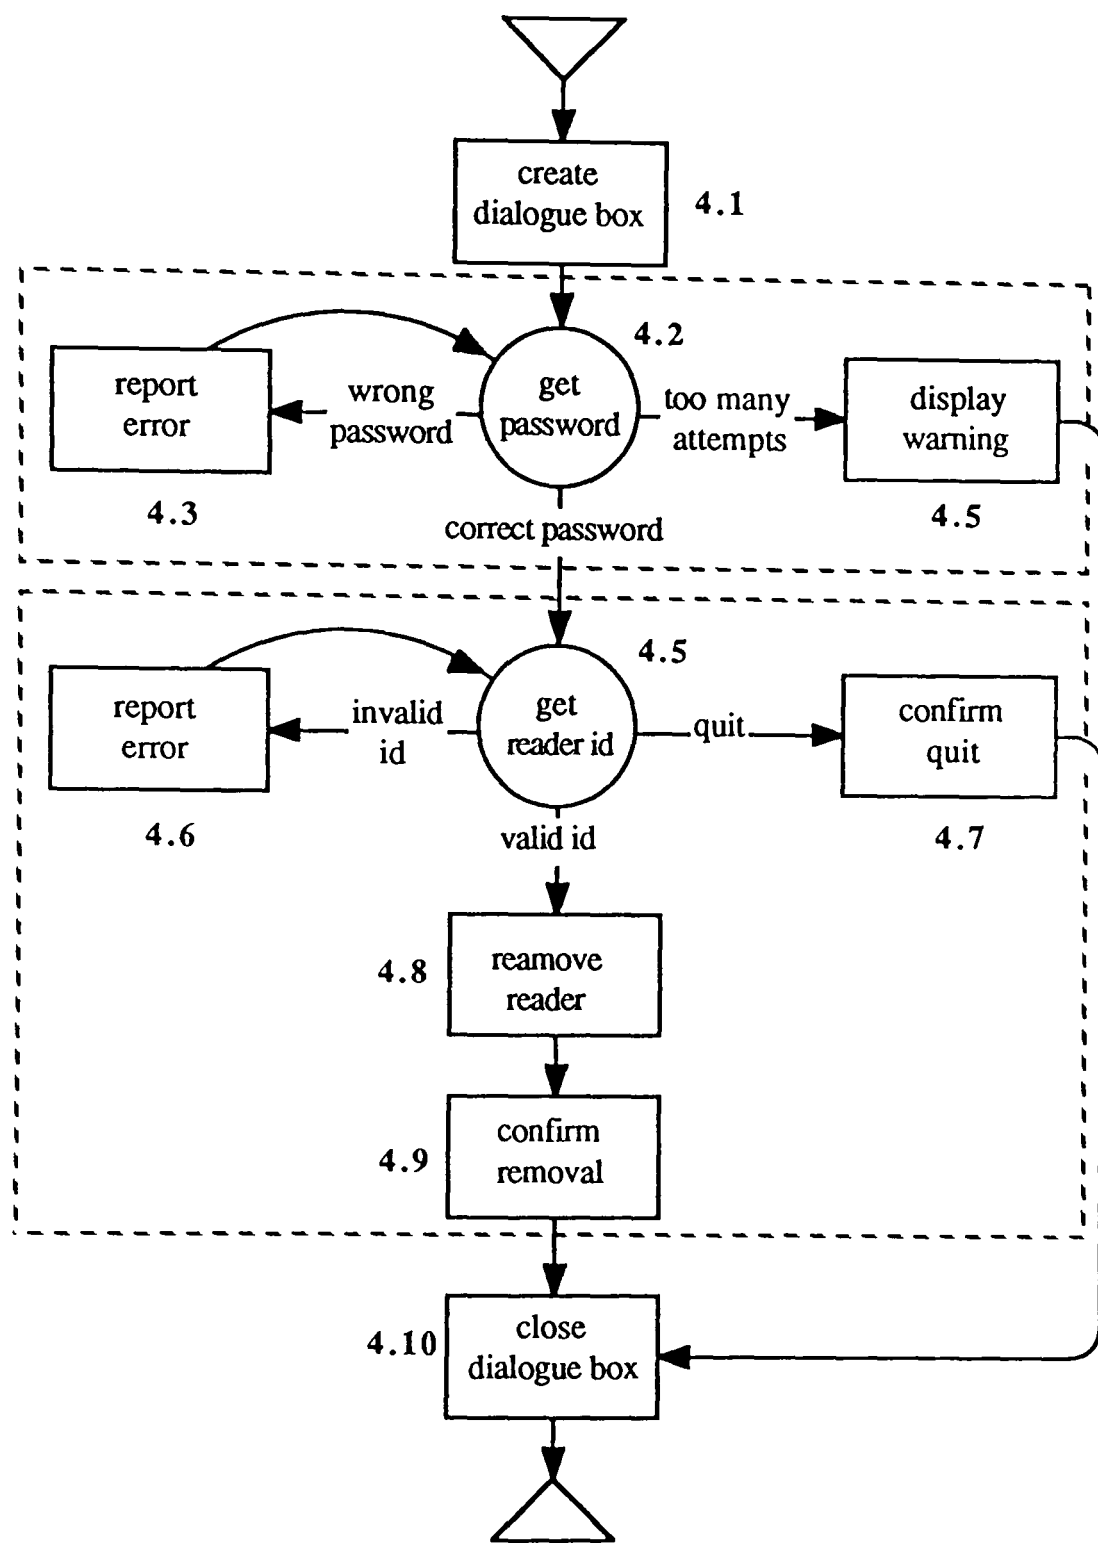 create
dialogue box
4.1
4.2
report
error
wrong
password
get
password
too many
attempts
display
warning
4.3
4.5
correct password
4.5
report
error
invalid
id
get
reader id
quit
confirm
quit
4.6
4.7
valid id
4.8
reamove
reader
4.9
confirm
removal
4.10
close
dialogue box